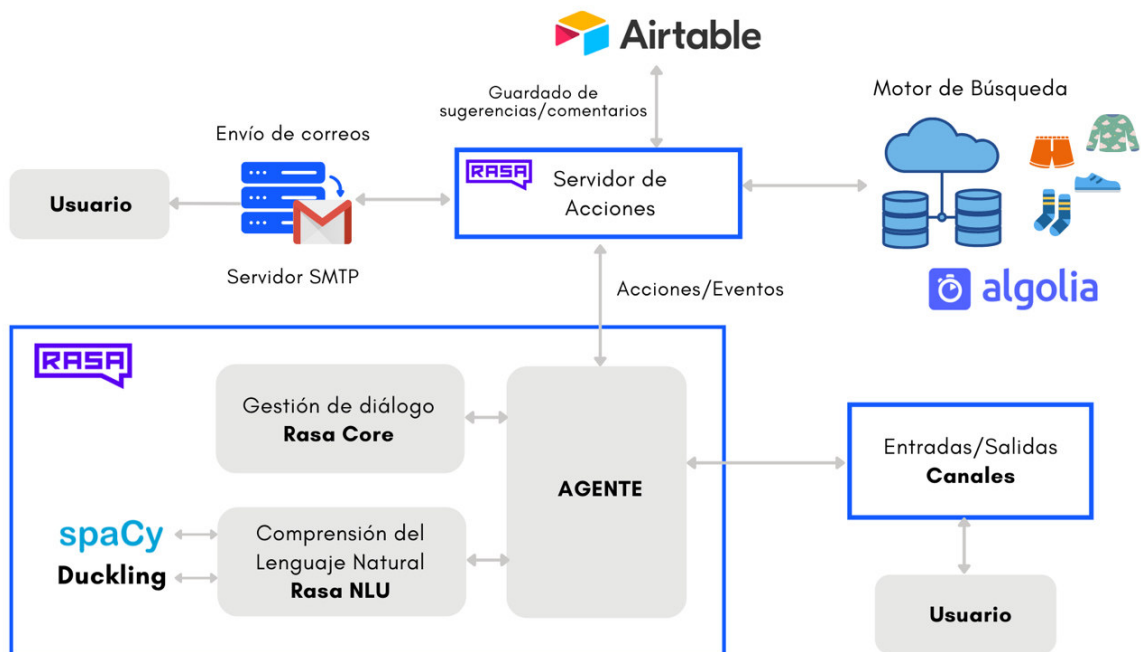 Airtable
Guardado de
sugerencias/comentarios
Motor de Búsqueda
Envío de correos
RASA
Servidor de
Acciones
Usuario
Servidor SMTP
algolia
Acciones/Eventos
RASA
Gestión de diálogo
Rasa Core
AGENTE
Entradas/Salidas
Canales
spaCy
Duckling
Comprensión del
Lenguaje Natural
Rasa NLU
Usuario